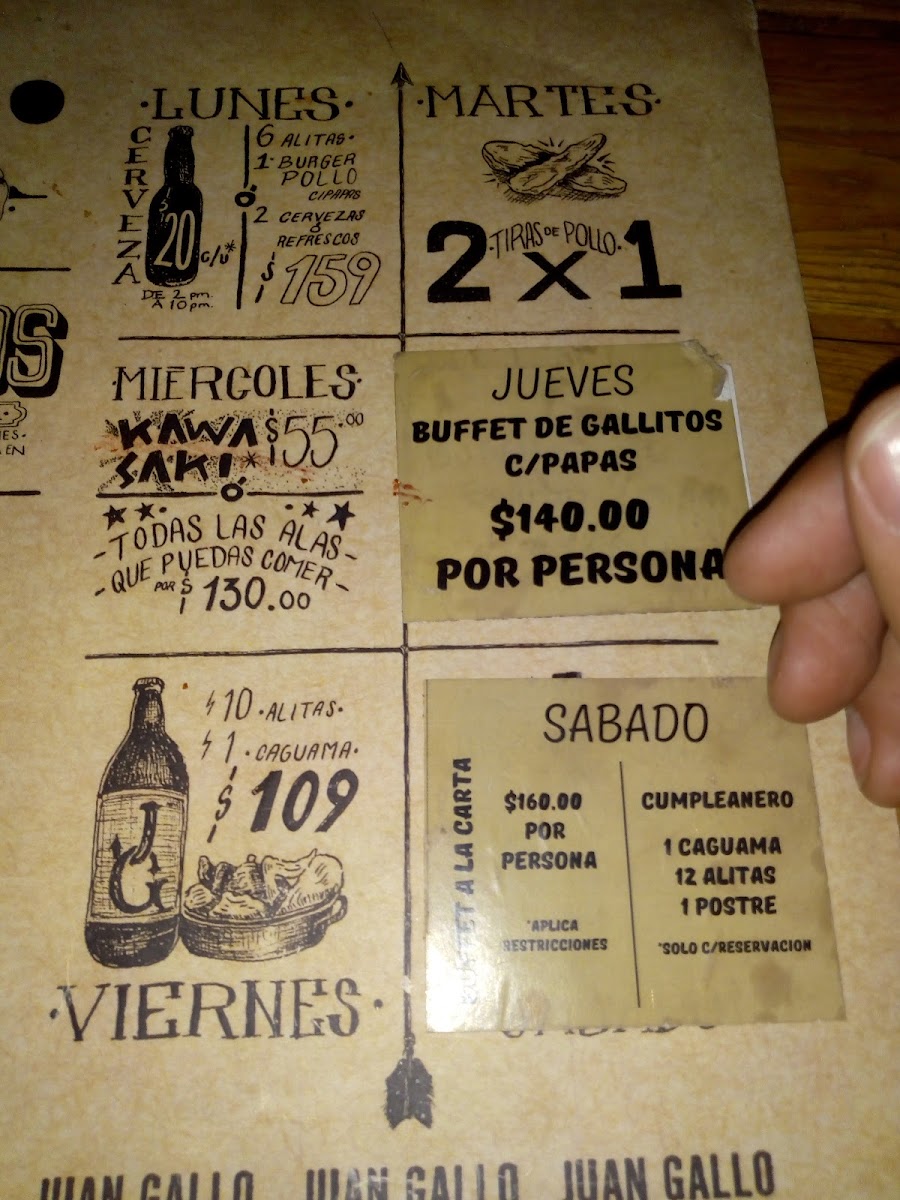 ·LUNES·
CERVEZA
$20 c/u*
DE 2 pm.
A 10 pm.
ó
6 ALITAS·
1· BURGER
POLLO
C/PAPAS
2 CERVEZAS
ó
REFRESCOS
$159
·MARTES·
·TIRAS DE POLLO·
2 X 1
·MIERCOLES·
KAWA
SAKI* $55.00
ó
-TODAS LAS ALAS-
-QUE PUEDAS COMER-
POR $130.00
JUEVES
BUFFET DE GALLITOS
C/PAPAS
$140.00
POR PERSONA
10 ·ALITAS·
1 ·CAGUAMA·
$109
JG
·VIERNES·
SABADO
BUFFET A LA CARTA
$160.00
POR
PERSONA
*APLICA
RESTRICCIONES
CUMPLEANERO
1 CAGUAMA
12 ALITAS
1 POSTRE
*SOLO C/RESERVACION
JUAN GALLO JUAN GALLO JUAN GALLO